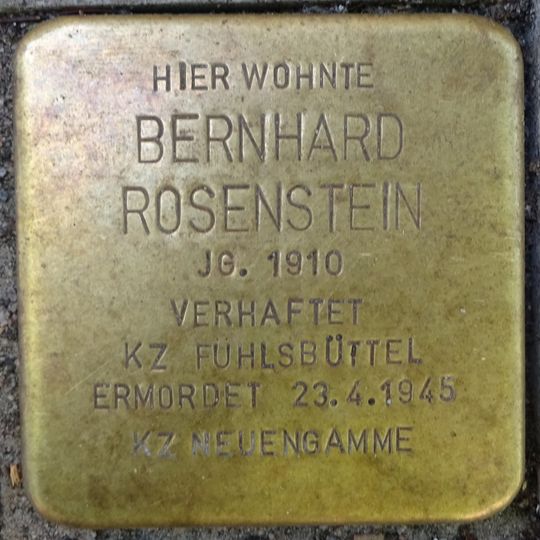 HIER WOHNTE
BERNHARD
ROSENSTEIN
JG. 1910
VERHAFTET
KZ FUHLSBÜTTEL
ERMORDET 23.4.1945
KZ NEUENGAMME